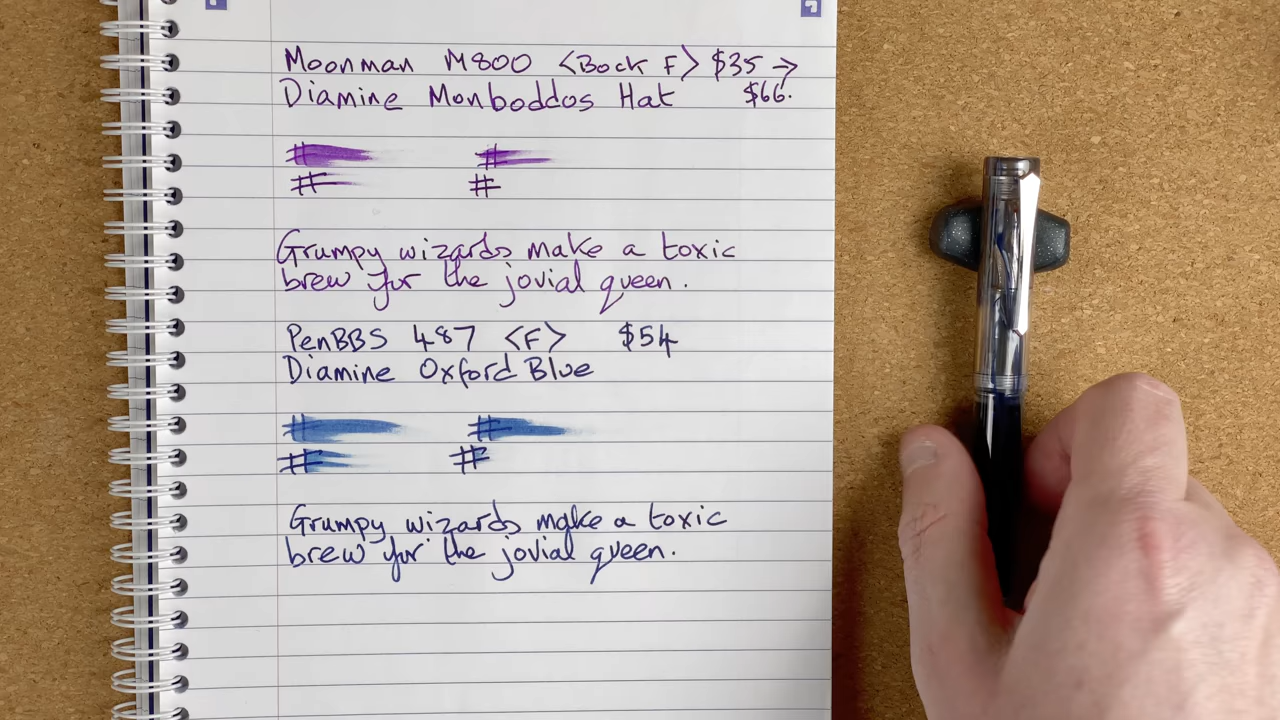 Moonman M800 <Bock F> $35 →
Diamine Monboddos Hat $66.
# #
# #
Grumpy wizards make a toxic
brew for the jovial queen.
PenBBS 487 <F> $54
Diamine Oxford Blue
# #
# #
Grumpy wizards make a toxic
brew for the jovial queen.